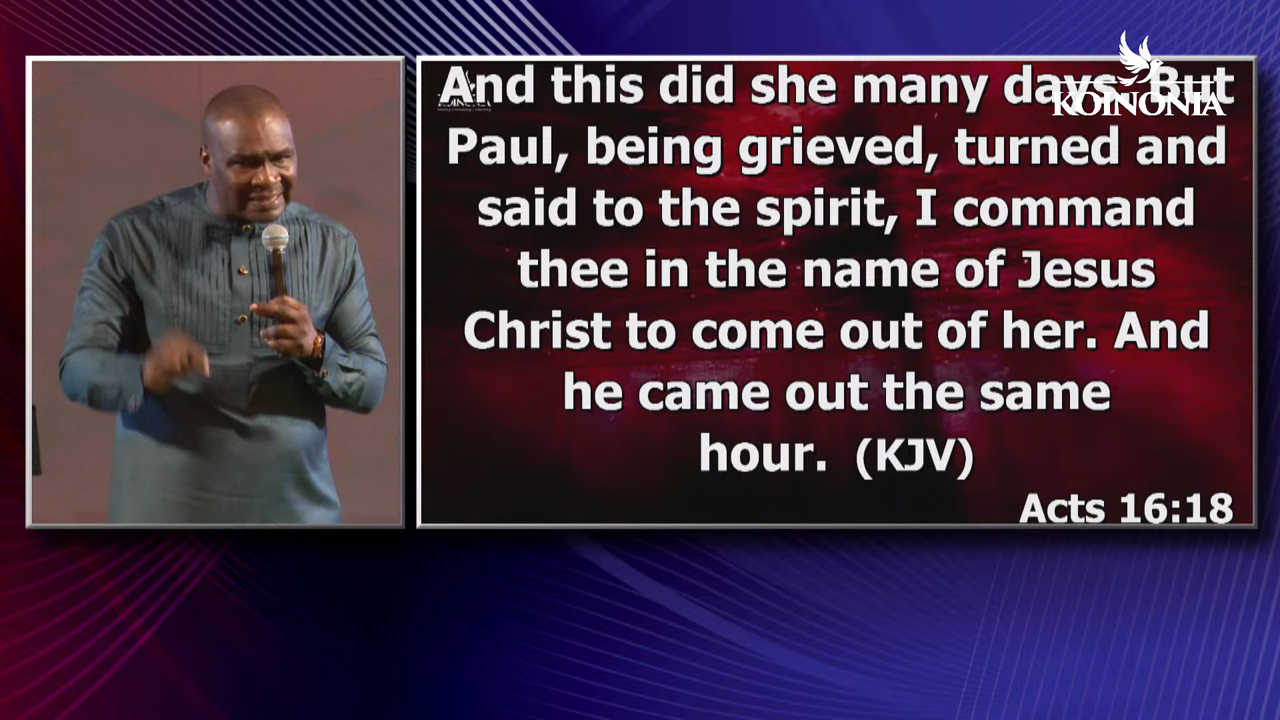 And this did she many days. But
Paul, being grieved, turned and
said to the spirit, I command
thee in the name of Jesus
Christ to come out of her. And
he came out the same
hour. (KJV)
Acts 16:18
KOINONIA